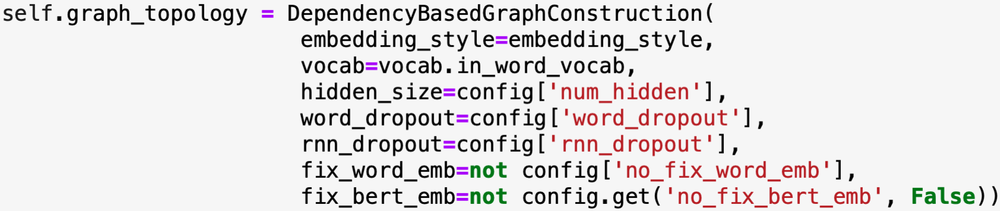 self.graph_topology = DependencyBasedGraphConstruction(
embedding_style=embedding_style,
vocab=vocab.in_word_vocab,
hidden_size=config['num_hidden'],
word_dropout=config['word_dropout'],
rnn_dropout=config['rnn_dropout'],
fix_word_emb=not config['no_fix_word_emb'],
fix_bert_emb=not config.get('no_fix_bert_emb', False))